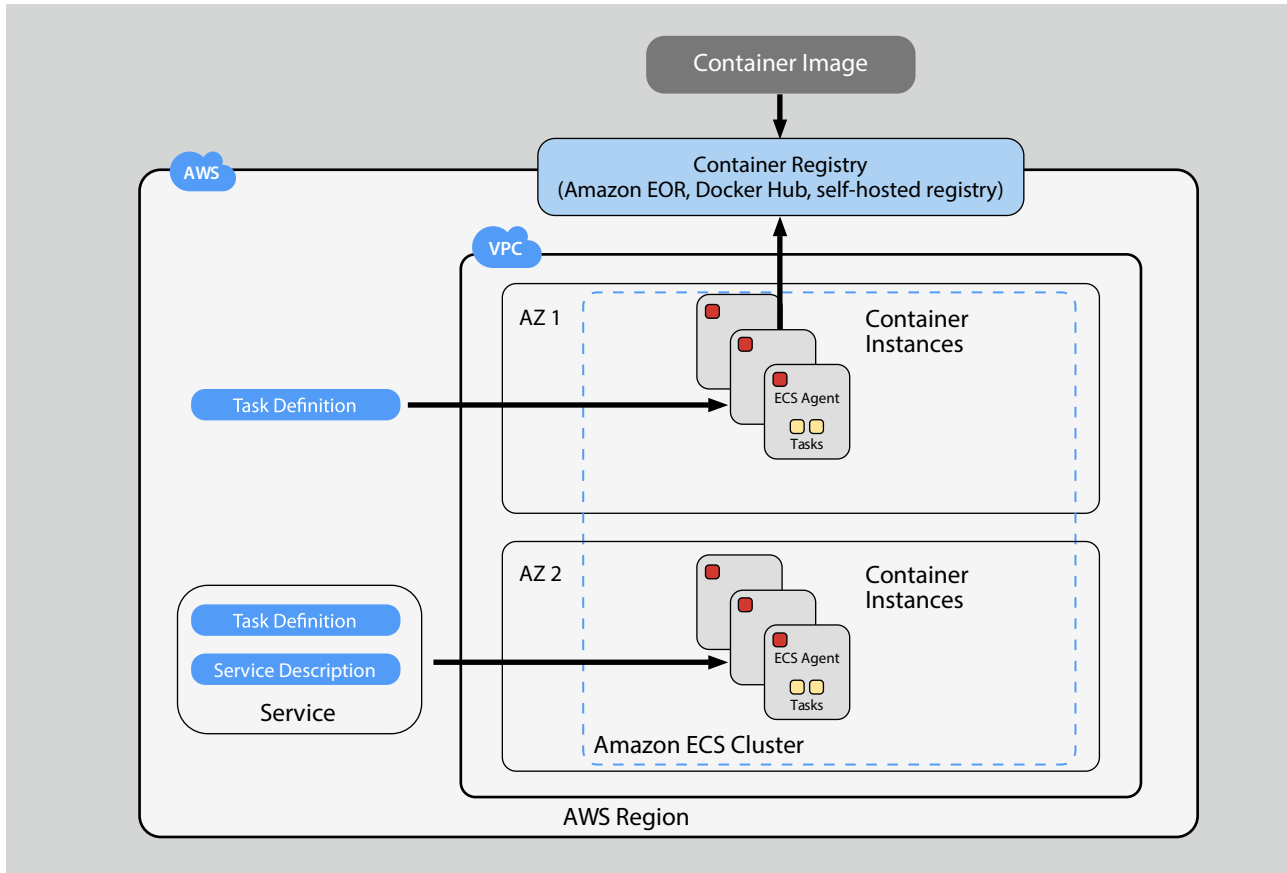 Container Image
AWS
Container Registry
(Amazon EOR, Docker Hub, self-hosted registry)
VPC
AZ 1
Container
Instances
ECS Agent
Tasks
Task Definition
AZ 2
Container
Instances
ECS Agent
Tasks
Task Definition
Service Description
Service
Amazon ECS Cluster
AWS Region